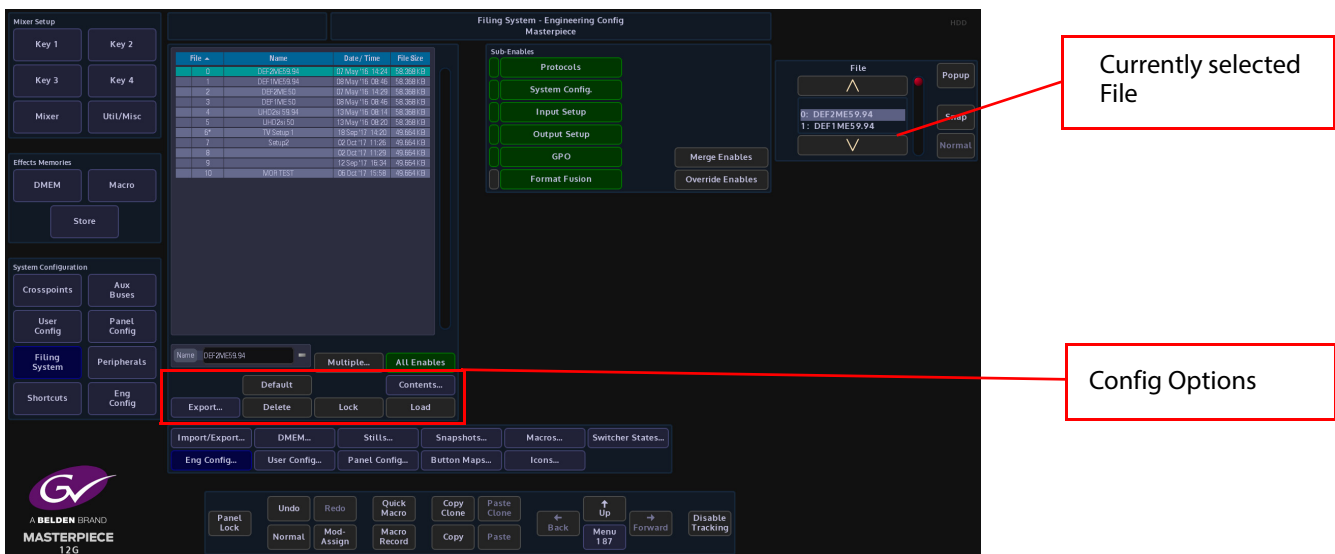 Mixer Setup
Key 1
Key 2
Key 3
Key 4
Mixer
Util/Misc
Effects Memories
DMEM
Macro
Store
System Configuration
Crosspoints
Aux
Buses
User
Config
Panel
Config
Filing
System
Peripherals
Shortcuts
Eng
Config
GV
A BELDEN BRAND
MASTERPIECE
12G
Filing System - Engineering Config
Masterpiece
HDD
File Name Date / Time File Size
0 DEF2ME59.94 07 May '16 14:24 58.368 KB
1 DEF1ME59.94 08 May '16 08:46 58.368 KB
2 DEF2ME50 07 May '16 14:29 58.368 KB
3 DEF1ME50 08 May '16 08:46 58.368 KB
4 UHD2si 59.94 13 May '16 08:14 58.368 KB
5 UHD2si 50 13 May '16 08:20 58.368 KB
6* TV Satup 1 18 Sep '17 14:20 49.664 KB
7 Setup2 02 Oct '17 11:26 49.664 KB
8 02 Oct '17 11:29 49.664 KB
9 12 Sep '17 16:34 49.664 KB
10 MOR TEST 06 Oct '17 15:58 49.664 KB
Name DEF2ME59.94
Multiple...
All Enables
Default
Contents...
Export...
Delete
Lock
Load
Sub-Enables
Protocols
System Config.
Input Setup
Output Setup
GPO
Format Fusion
Merge Enables
Override Enables
File
0: DEF2ME59.94
1: DEF1ME59.94
Popup
Snap
Normal
Currently selected
File
Config Options
Import/Export...
DMEM...
Stills...
Snapshots...
Macros...
Switcher States...
Eng Config...
User Config...
Panel Config...
Button Maps...
Icons...
Panel
Lock
Undo
Redo
Quick
Macro
Copy
Clone
Paste
Clone
Normal
Mod-
Assign
Macro
Record
Copy
Paste
Back
Up
Menu
187
Forward
Disable
Tracking